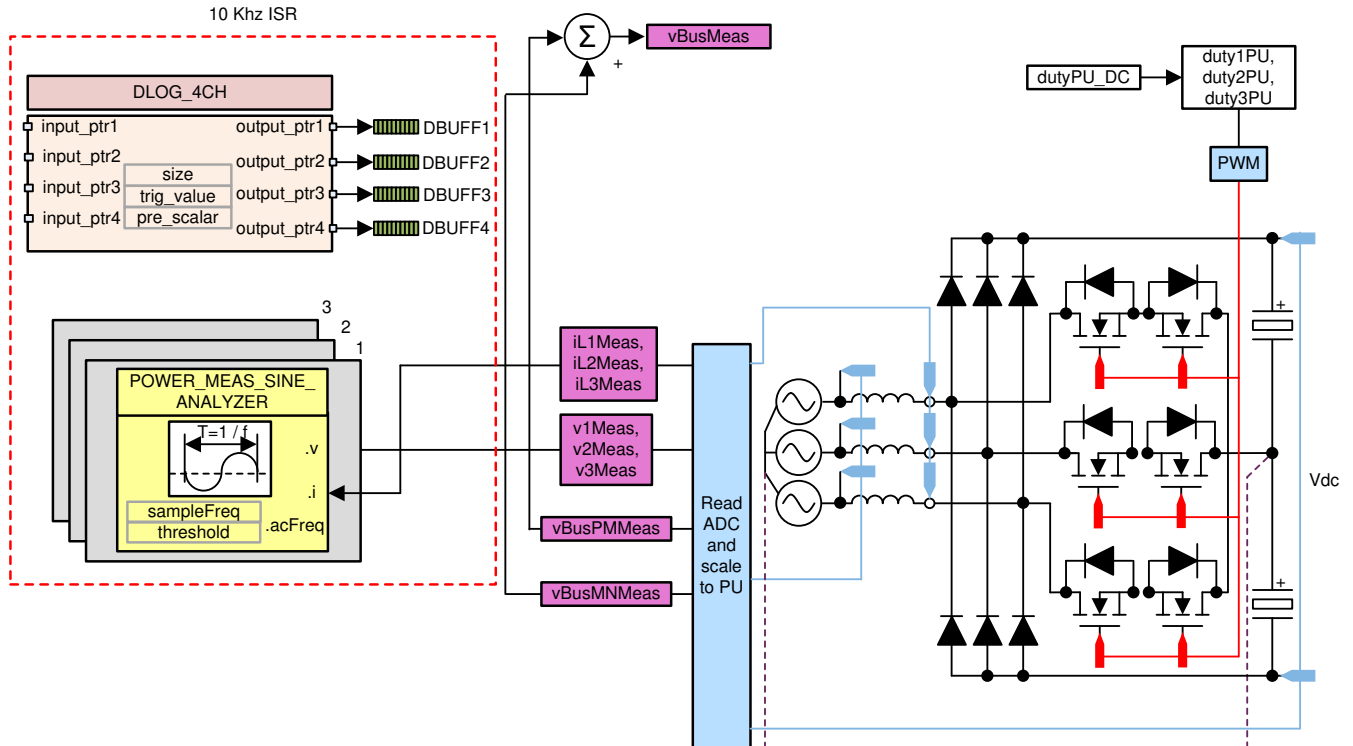 10 Khz ISR
DLOG_4CH
input_ptr1
input_ptr2
input_ptr3
input_ptr4
size
trig_value
pre_scalar
output_ptr1
output_ptr2
output_ptr3
output_ptr4
DBUFF1
DBUFF2
DBUFF3
DBUFF4
3
2
1
POWER_MEAS_SINE_
ANALYZER
T=1 / f
.v
.i
.acFreq
sampleFreq
threshold
Σ
+
vBusMeas
iL1Meas,
iL2Meas,
iL3Meas
v1Meas,
v2Meas,
v3Meas
vBusPMMeas
vBusMNMeas
Read
ADC
and
scale
to PU
dutyPU_DC
duty1PU,
duty2PU,
duty3PU
PWM
+
Vdc
+